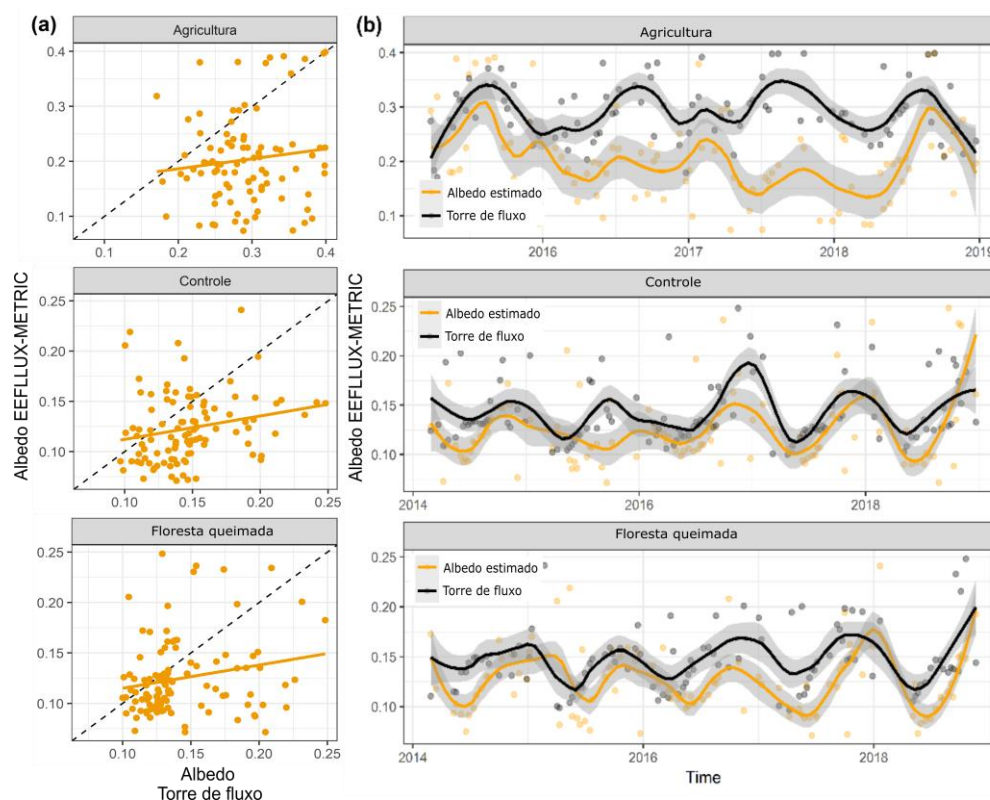 (a)
Agricultura
0.4
0.3
0.2
0.1
0.1 0.2 0.3 0.4
Controle
0.25
0.20
0.15
0.10
0.10 0.15 0.20 0.25
Floresta queimada
0.25
0.20
0.15
0.10
0.10 0.15 0.20 0.25
Albedo EEFLLUX-METRIC
Albedo
Torre de fluxo
(b)
Agricultura
0.4
0.3
0.2
0.1
Albedo estimado
Torre de fluxo
2016 2017 2018 2019
Controle
0.25
0.20
0.15
0.10
Albedo estimado
Torre de fluxo
2014 2016 2018
Floresta queimada
0.25
0.20
0.15
0.10
Albedo estimado
Torre de fluxo
2014 2016 2018
Albedo EEFLLUX-METRIC
Time